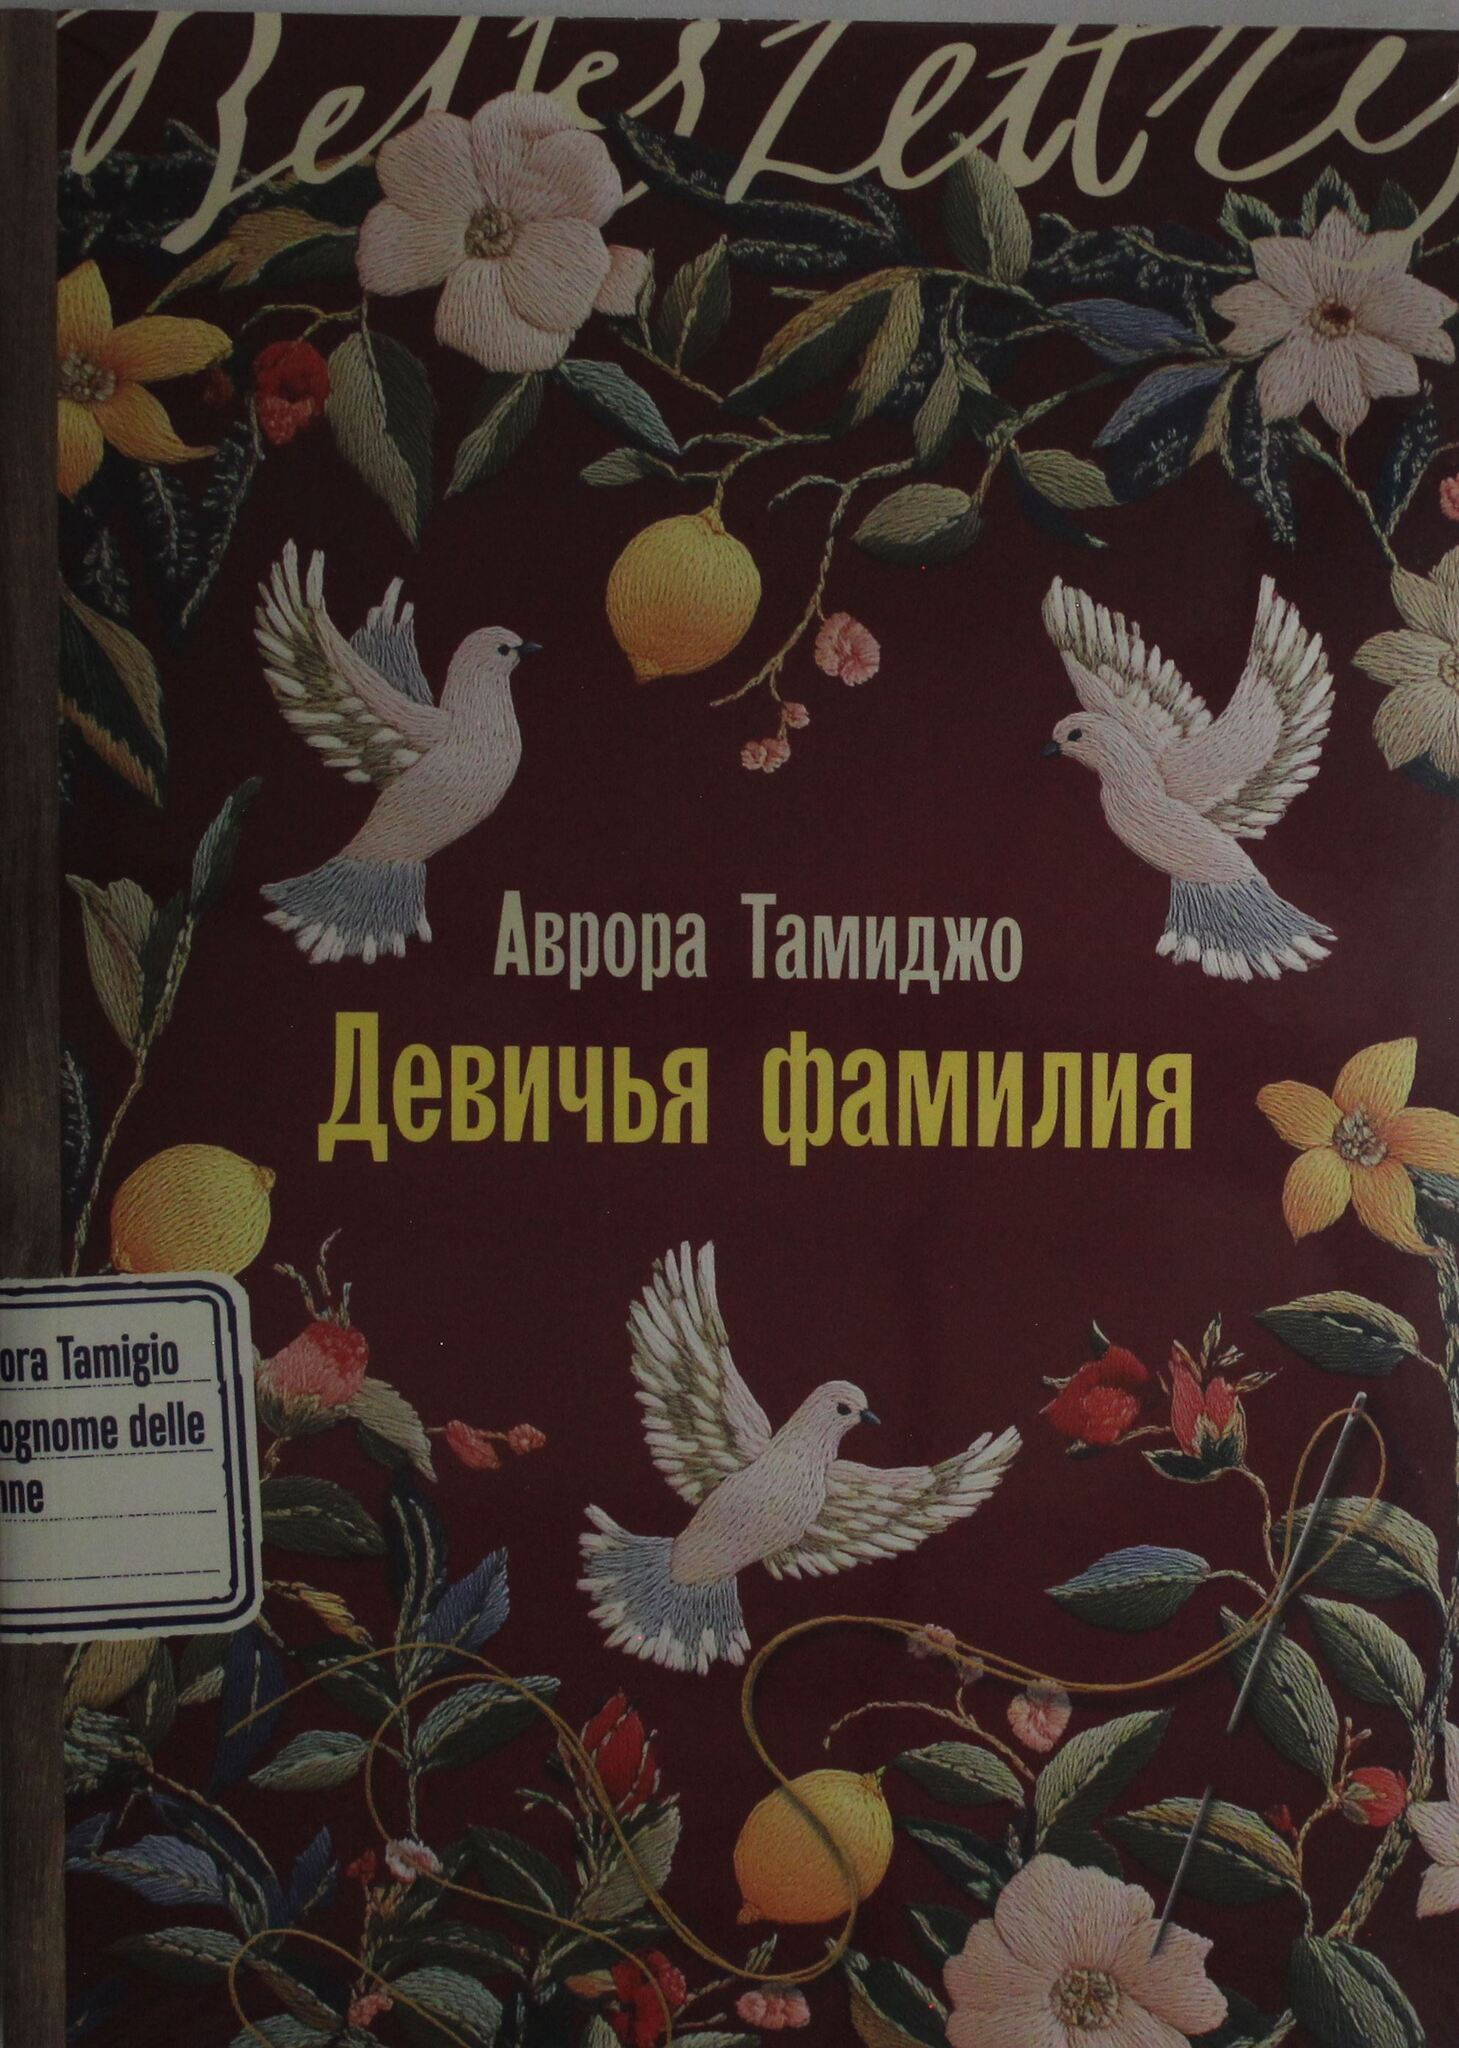 Belles Lettres
Аврора Тамиджо
Девичья фамилия
ora Tamigio
ognome delle
nne